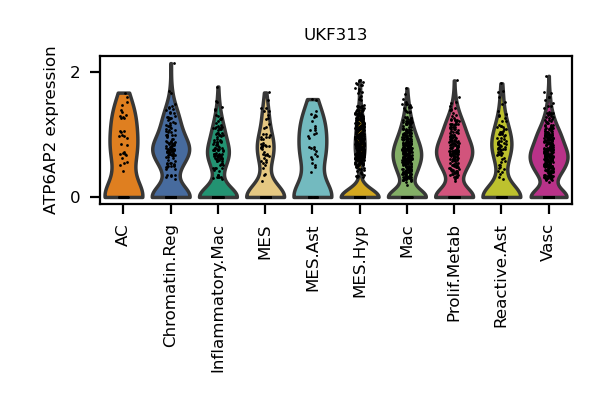 UKF313
ATP6AP2 expression
2
0
AC
Chromatin.Reg
Inflammatory.Mac
MES
MES.Ast
MES.Hyp
Mac
Prolif.Metab
Reactive.Ast
Vasc